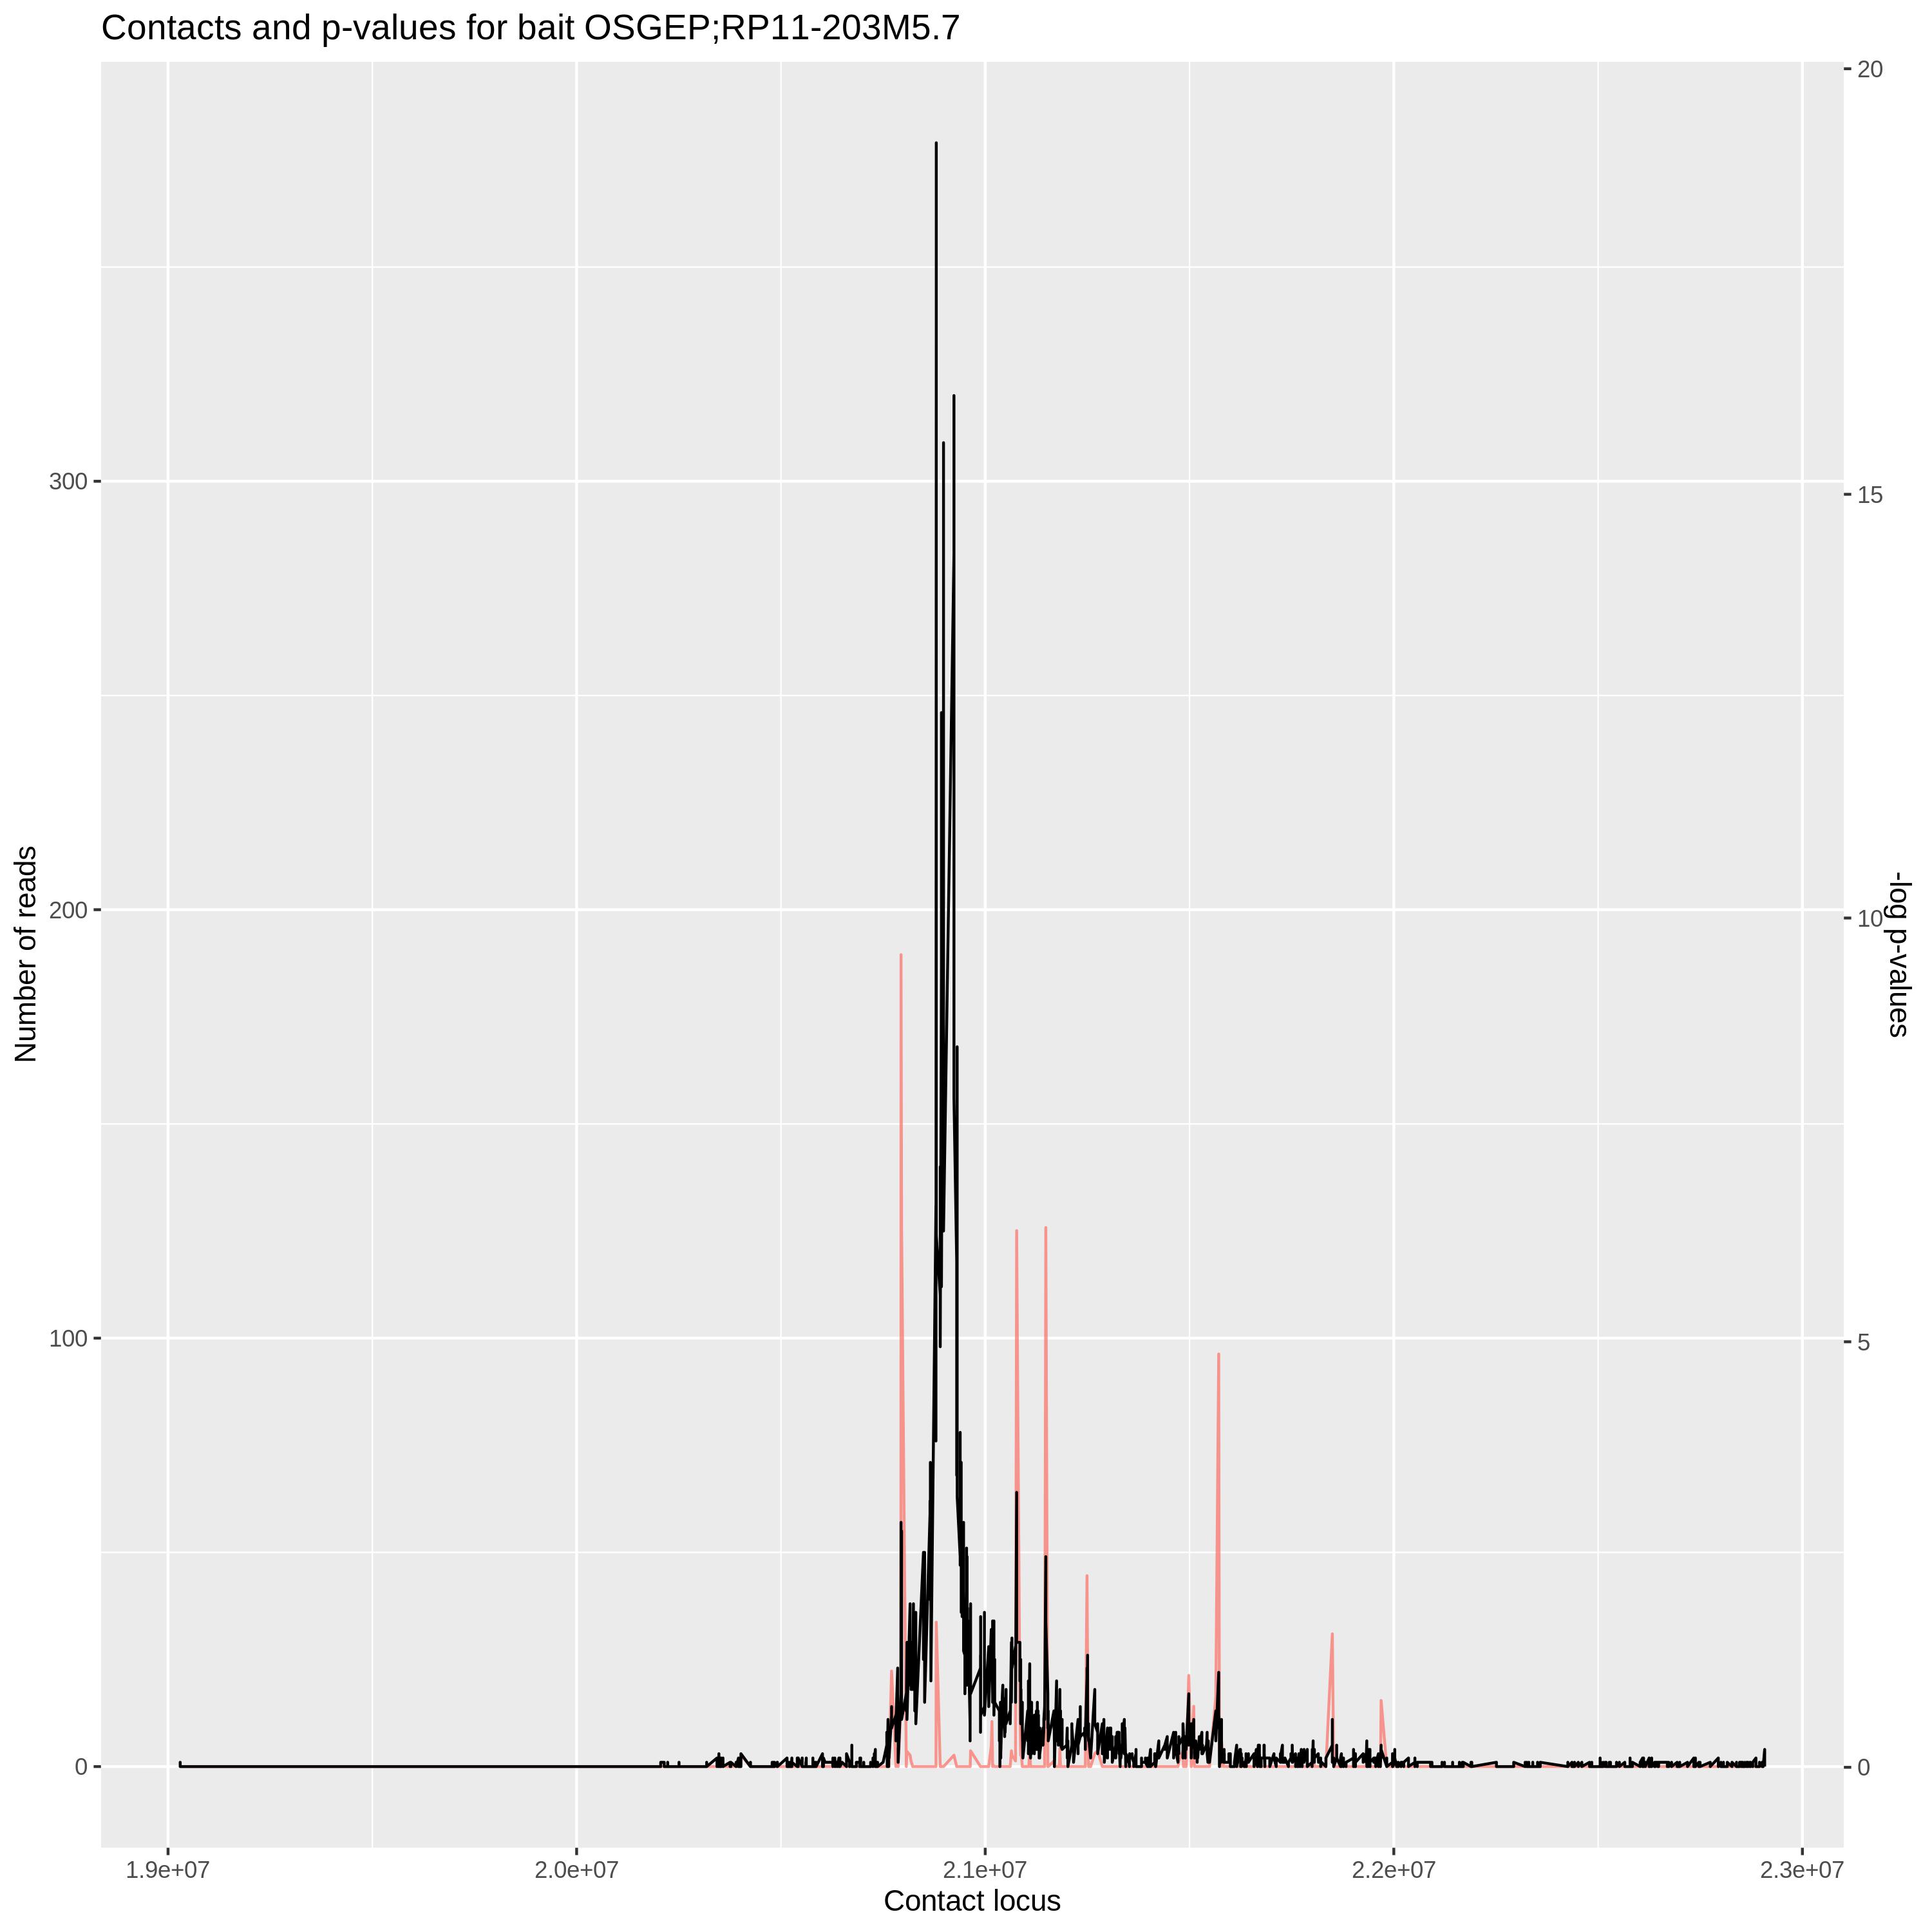 Contacts and p-values for bait OSGEP;RP11-203M5.7
20
300
15
200
10
100
5
0
0
Number of reads
-log p-values
1.9e+07 2.0e+07 2.1e+07 2.2e+07 2.3e+07
Contact locus